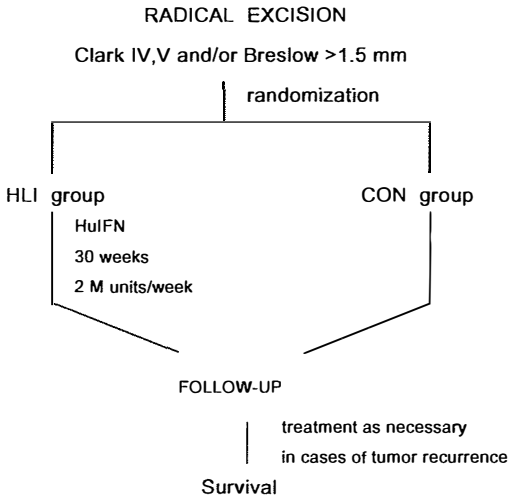 RADICAL EXCISION
Clark IV,V and/or Breslow >1.5 mm
randomization
HLI group
CON group
HuIFN
30 weeks
2 M units/week
FOLLOW-UP
treatment as necessary
in cases of tumor recurrence
Survival